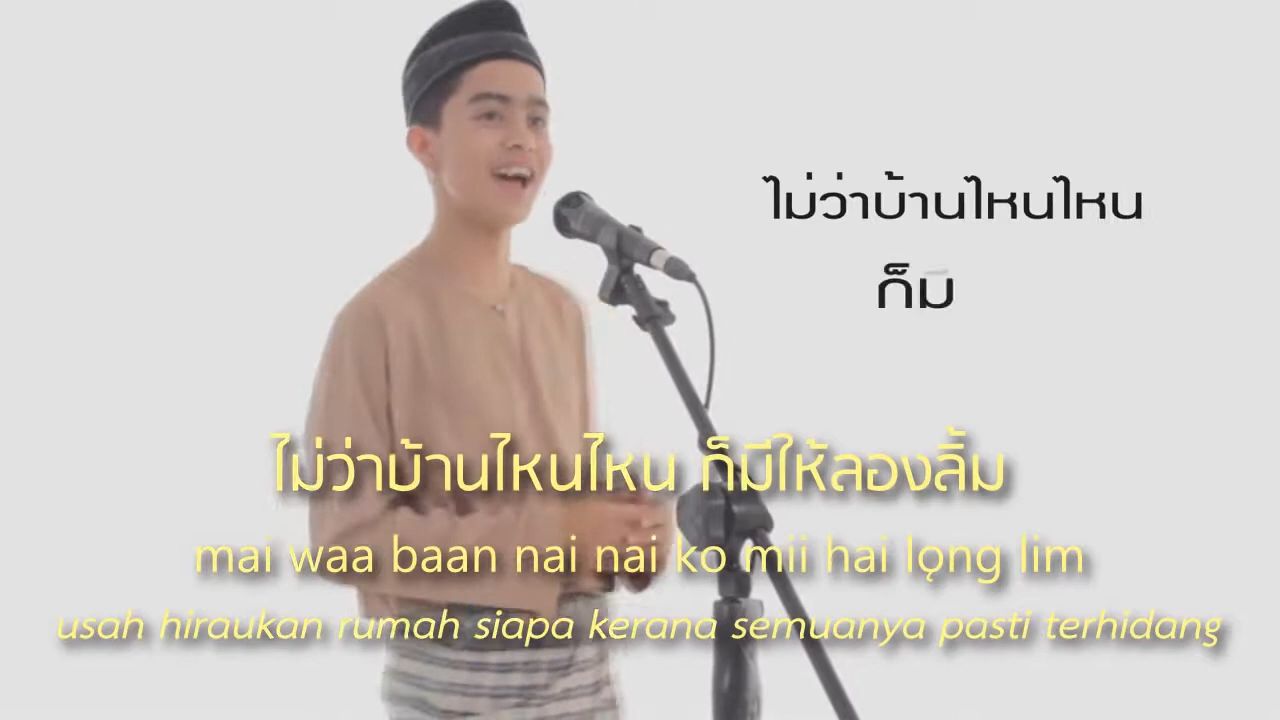 ไม่ว่าบ้านไหนไหน
ก็มี
ไม่ว่าบ้านไหนไหน ก็มีให้ลองลิ้ม
mai waa baan nai nai ko mii hai lǫng lim
usah hiraukan rumah siapa kerana semuanya pasti terhidang